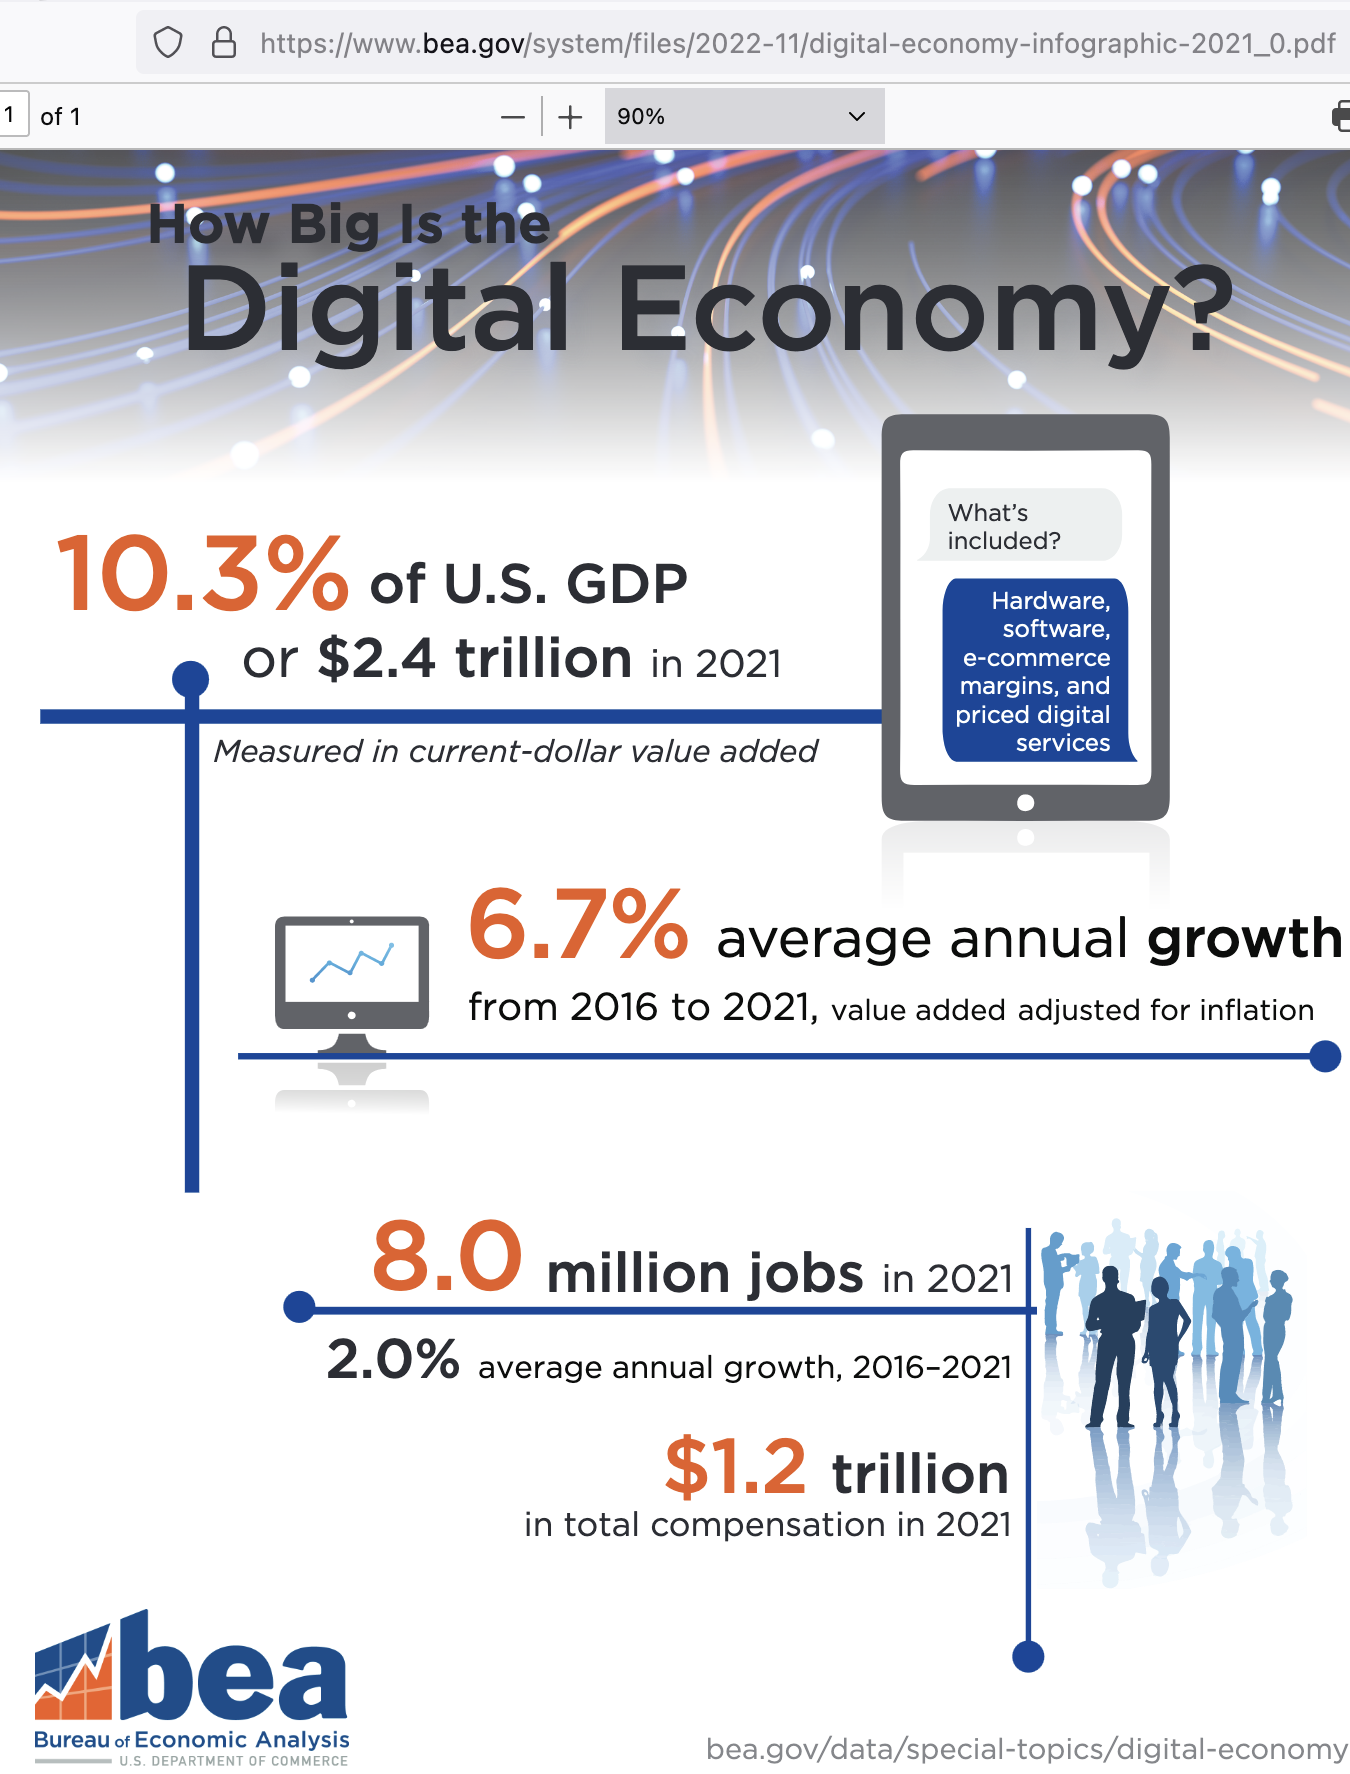 https://www.bea.gov/system/files/2022-11/digital-economy-infographic-2021_0.pdf
1 of 1 — + 90%
How Big Is the
Digital Economy?
What's
included?
Hardware,
software,
e-commerce
margins, and
priced digital
services
10.3% of U.S. GDP
or $2.4 trillion in 2021
Measured in current-dollar value added
6.7% average annual growth
from 2016 to 2021, value added adjusted for inflation
8.0 million jobs in 2021
2.0% average annual growth, 2016–2021
$1.2 trillion
in total compensation in 2021
bea
Bureau of Economic Analysis
U.S. DEPARTMENT OF COMMERCE
bea.gov/data/special-topics/digital-economy